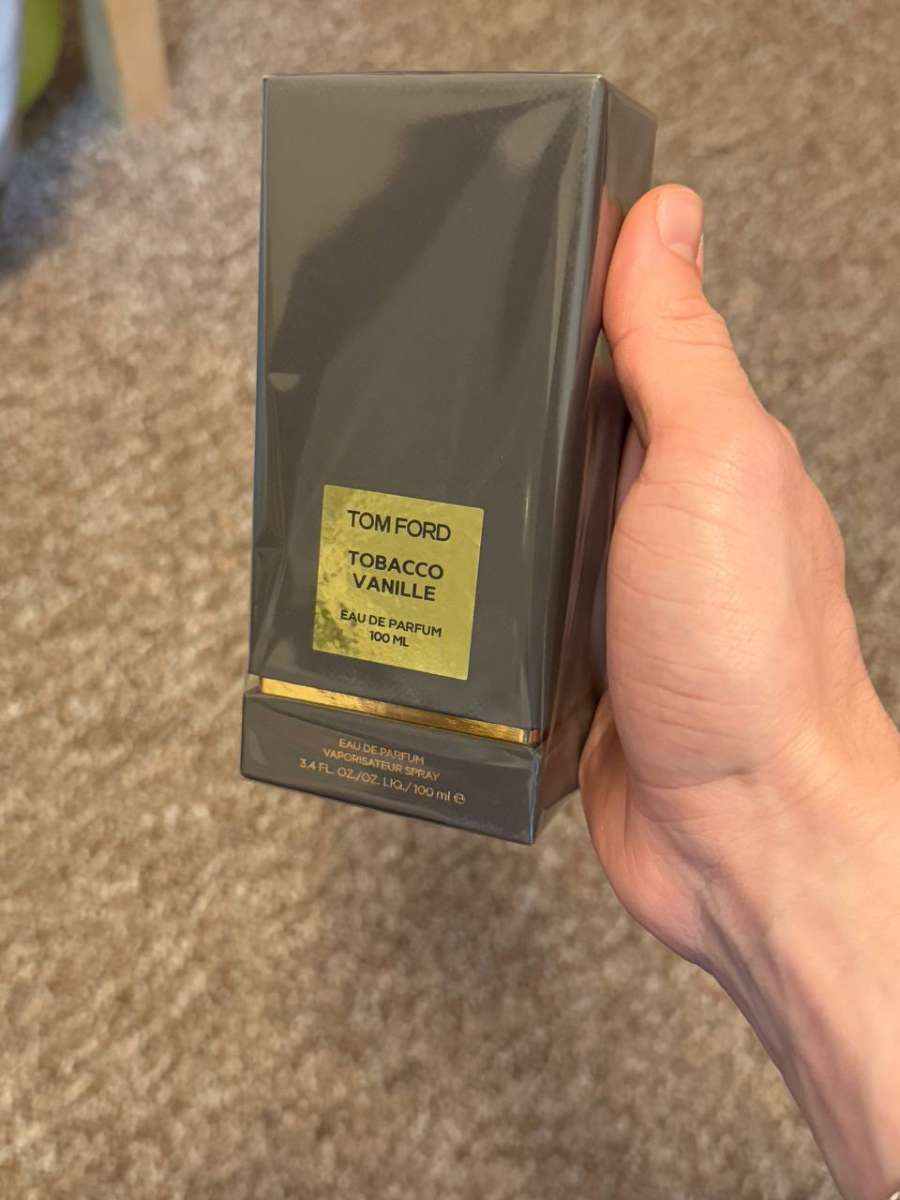 TOM FORD
TOBACCO
VANILLE
EAU DE PARFUM
100 ML
EAU DE PARFUM
VAPORISATEUR SPRAY
3.4 FL. OZ./OZ. LIQ./100 ml ℮